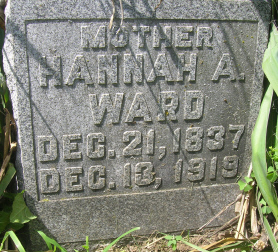 MOTHER
HANNAH A.
WARD
DEC. 21, 1837
DEC. 13, 1919